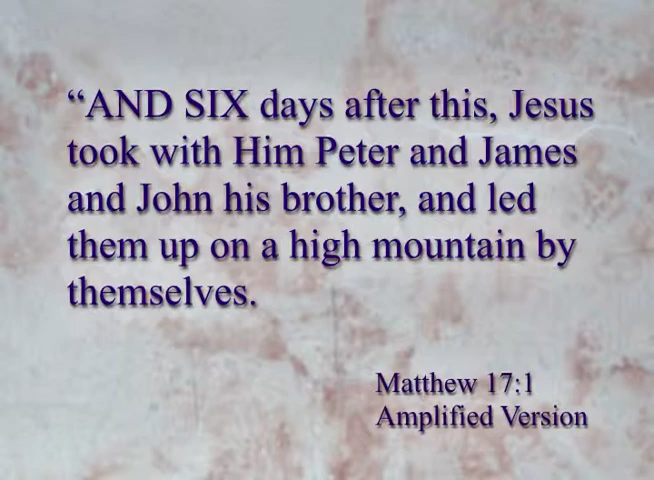 “AND SIX days after this, Jesus
took with Him Peter and James
and John his brother, and led
them up on a high mountain by
themselves.
Matthew 17:1
Amplified Version